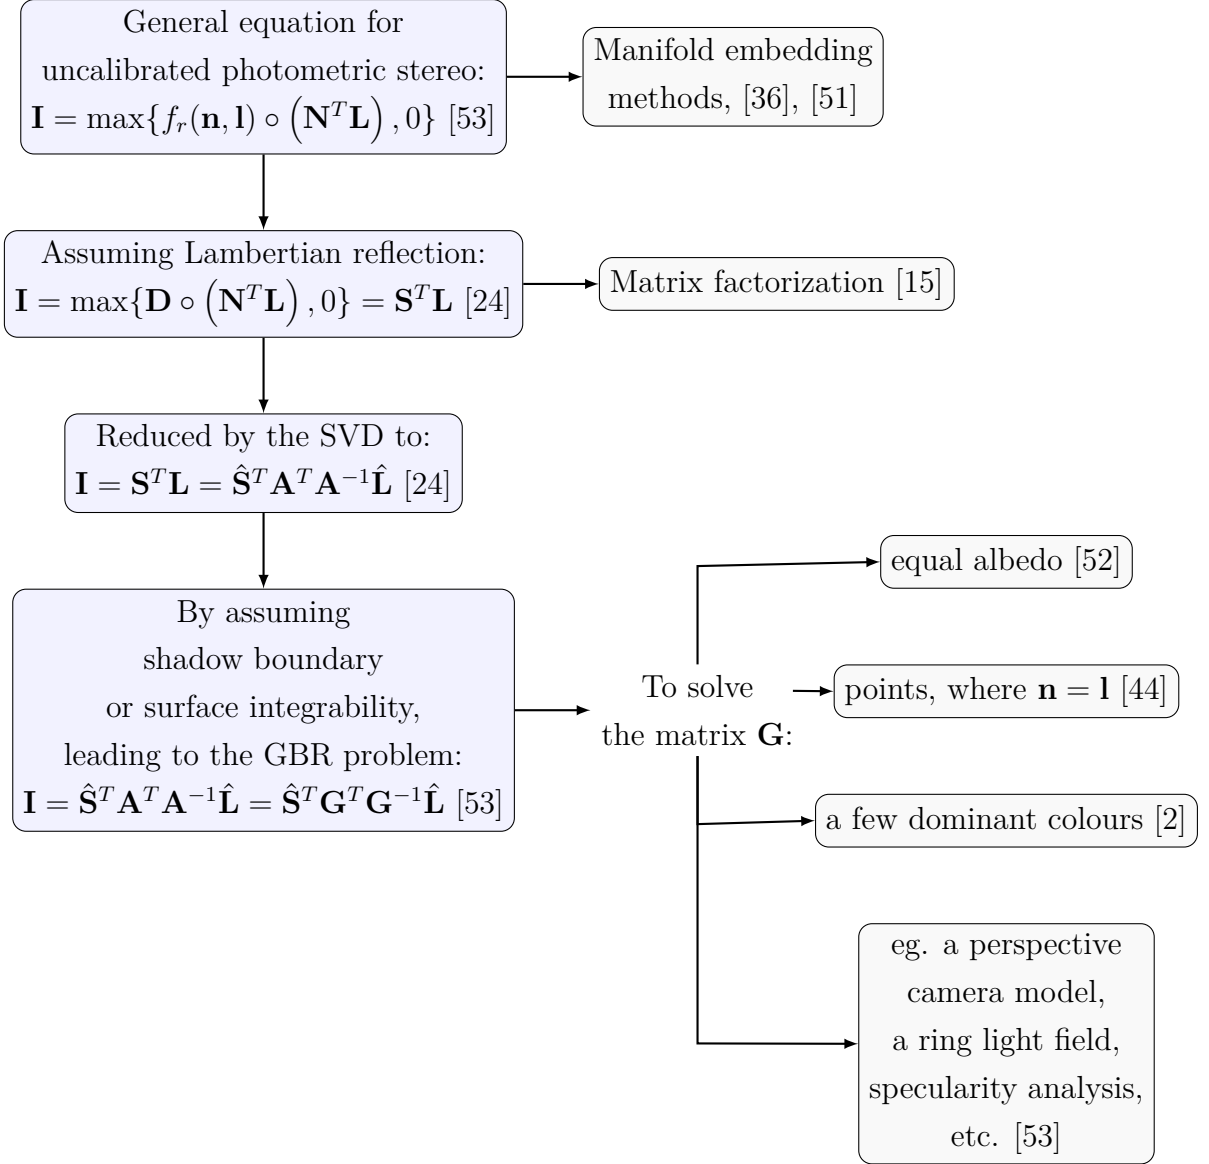 General equation for
uncalibrated photometric stereo:
𝐈 = max{f_r(𝐧, 𝐥) ∘ (𝐍^T 𝐋), 0} [53]
Manifold embedding
methods, [36], [51]
Assuming Lambertian reflection:
𝐈 = max{𝐃 ∘ (𝐍^T 𝐋), 0} = 𝐒^T 𝐋 [24]
Matrix factorization [15]
Reduced by the SVD to:
𝐈 = 𝐒^T 𝐋 = 𝐒̂^T 𝐀^T 𝐀^{−1} 𝐋̂ [24]
By assuming
shadow boundary
or surface integrability,
leading to the GBR problem:
𝐈 = 𝐒̂^T 𝐀^T 𝐀^{−1} 𝐋̂ = 𝐒̂^T 𝐆^T 𝐆^{−1} 𝐋̂ [53]
To solve
the matrix 𝐆:
equal albedo [52]
points, where 𝐧 = 𝐥 [44]
a few dominant colours [2]
eg. a perspective
camera model,
a ring light field,
specularity analysis,
etc. [53]